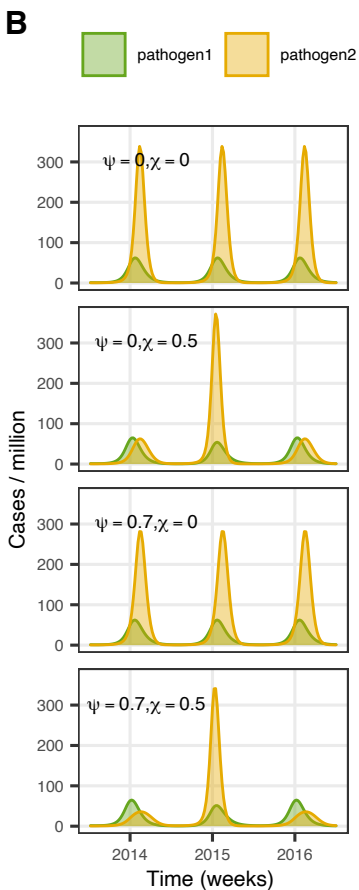 B
pathogen1 pathogen2
Cases / million
300
200
100
0
ψ = 0,χ = 0
300
200
100
0
ψ = 0,χ = 0.5
300
200
100
0
ψ = 0.7,χ = 0
300
200
100
0
ψ = 0.7,χ = 0.5
2014 2015 2016
Time (weeks)